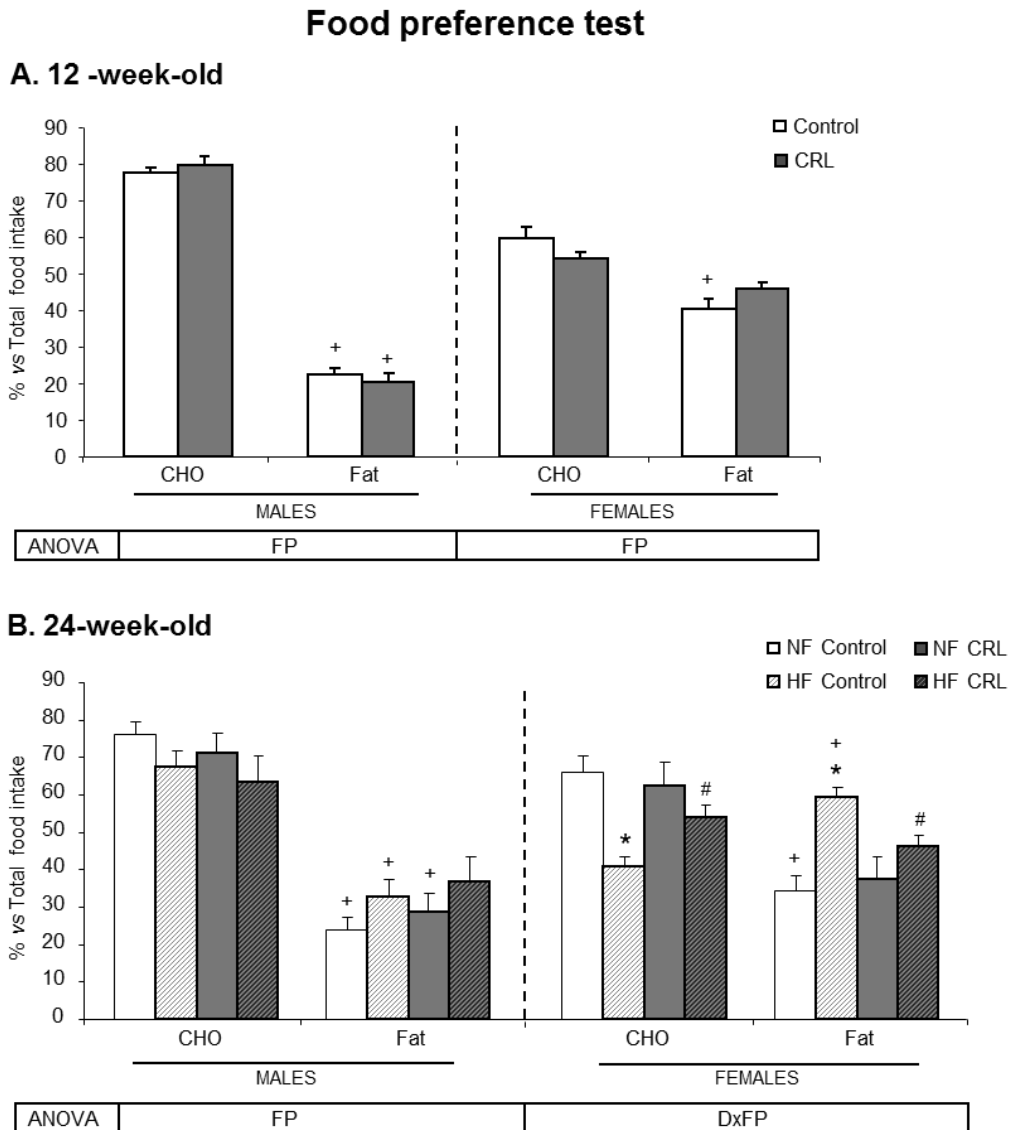 Food preference test
A. 12 -week-old
Control
CRL
90
80
70
60
50
40
30
20
10
0
% vs Total food intake
+
+
+
CHO
Fat
CHO
Fat
MALES
FEMALES
ANOVA
FP
FP
B. 24-week-old
NF Control
NF CRL
HF Control
HF CRL
90
80
70
60
50
40
30
20
10
0
% vs Total food intake
+
+
+
*
#
+
+
*
#
CHO
Fat
CHO
Fat
MALES
FEMALES
ANOVA
FP
DxFP